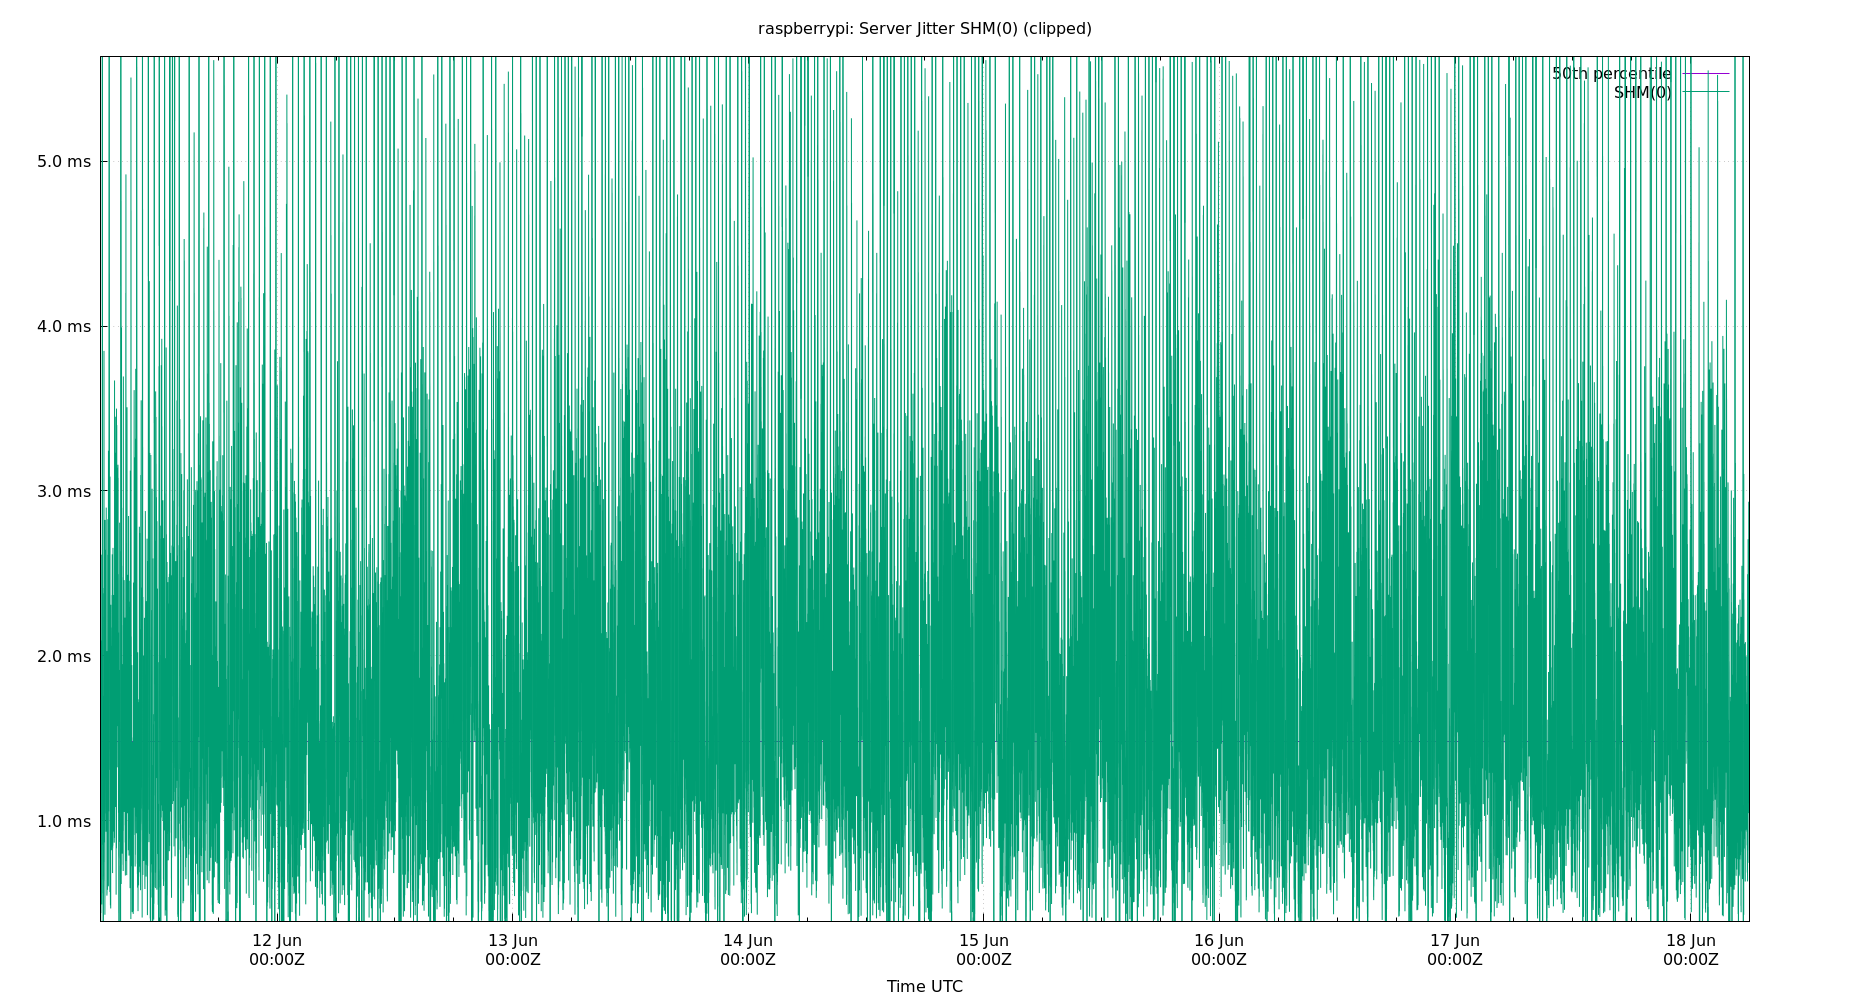 raspberrypi: Server Jitter SHM(0) (clipped)
50th percentile
SHM(0)
5.0 ms
4.0 ms
3.0 ms
2.0 ms
1.0 ms
12 Jun 13 Jun 14 Jun 15 Jun 16 Jun 17 Jun 18 Jun
00:00Z 00:00Z 00:00Z 00:00Z 00:00Z 00:00Z 00:00Z
Time UTC